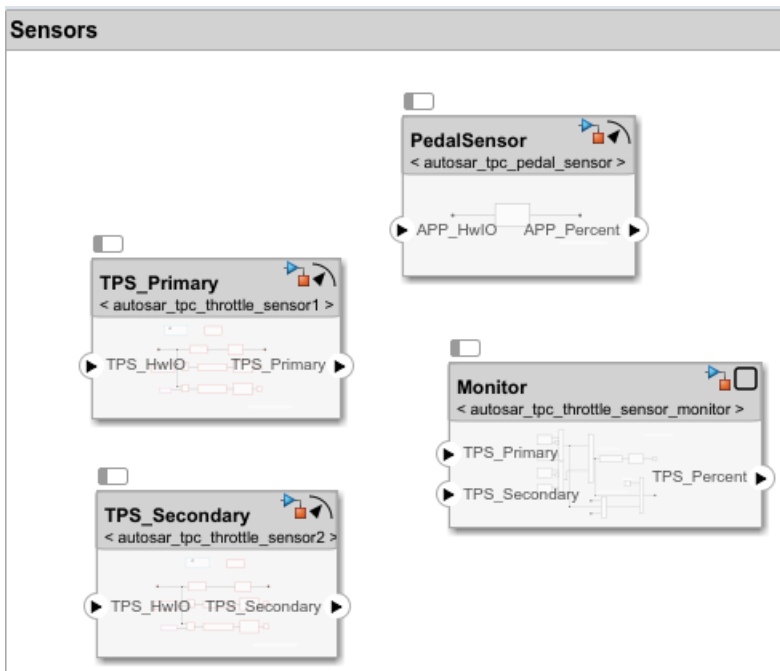 Sensors
PedalSensor
< autosar_tpc_pedal_sensor >
APP_HwIO APP_Percent
TPS_Primary
< autosar_tpc_throttle_sensor1 >
TPS_HwIO TPS_Primary
Monitor
< autosar_tpc_throttle_sensor_monitor >
TPS_Primary
TPS_Percent
TPS_Secondary
TPS_Secondary
< autosar_tpc_throttle_sensor2 >
TPS_HwIO TPS_Secondary